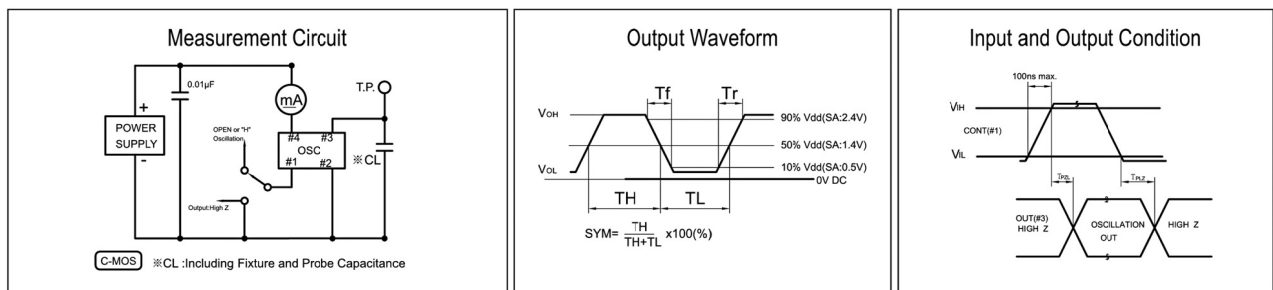 Measurement Circuit
0.01μF
mA
T.P.
+
POWER
SUPPLY
-
OPEN or "H"
Oscillation
#4 #3
OSC
#1 #2
※CL
Output:High Z
C-MOS
※CL :Including Fixture and Probe Capacitance
Output Waveform
Tf Tr
VOH
90% Vdd(SA:2.4V)
50% Vdd(SA:1.4V)
VOL
10% Vdd(SA:0.5V)
0V DC
TH TL
SYM= TH/TH+TL x100(%)
Input and Output Condition
100ns max.
VIH
CONT(#1)
VIL
TPZL TPLZ
OUT(#3)
HIGH Z
OSCILLATION
OUT
HIGH Z